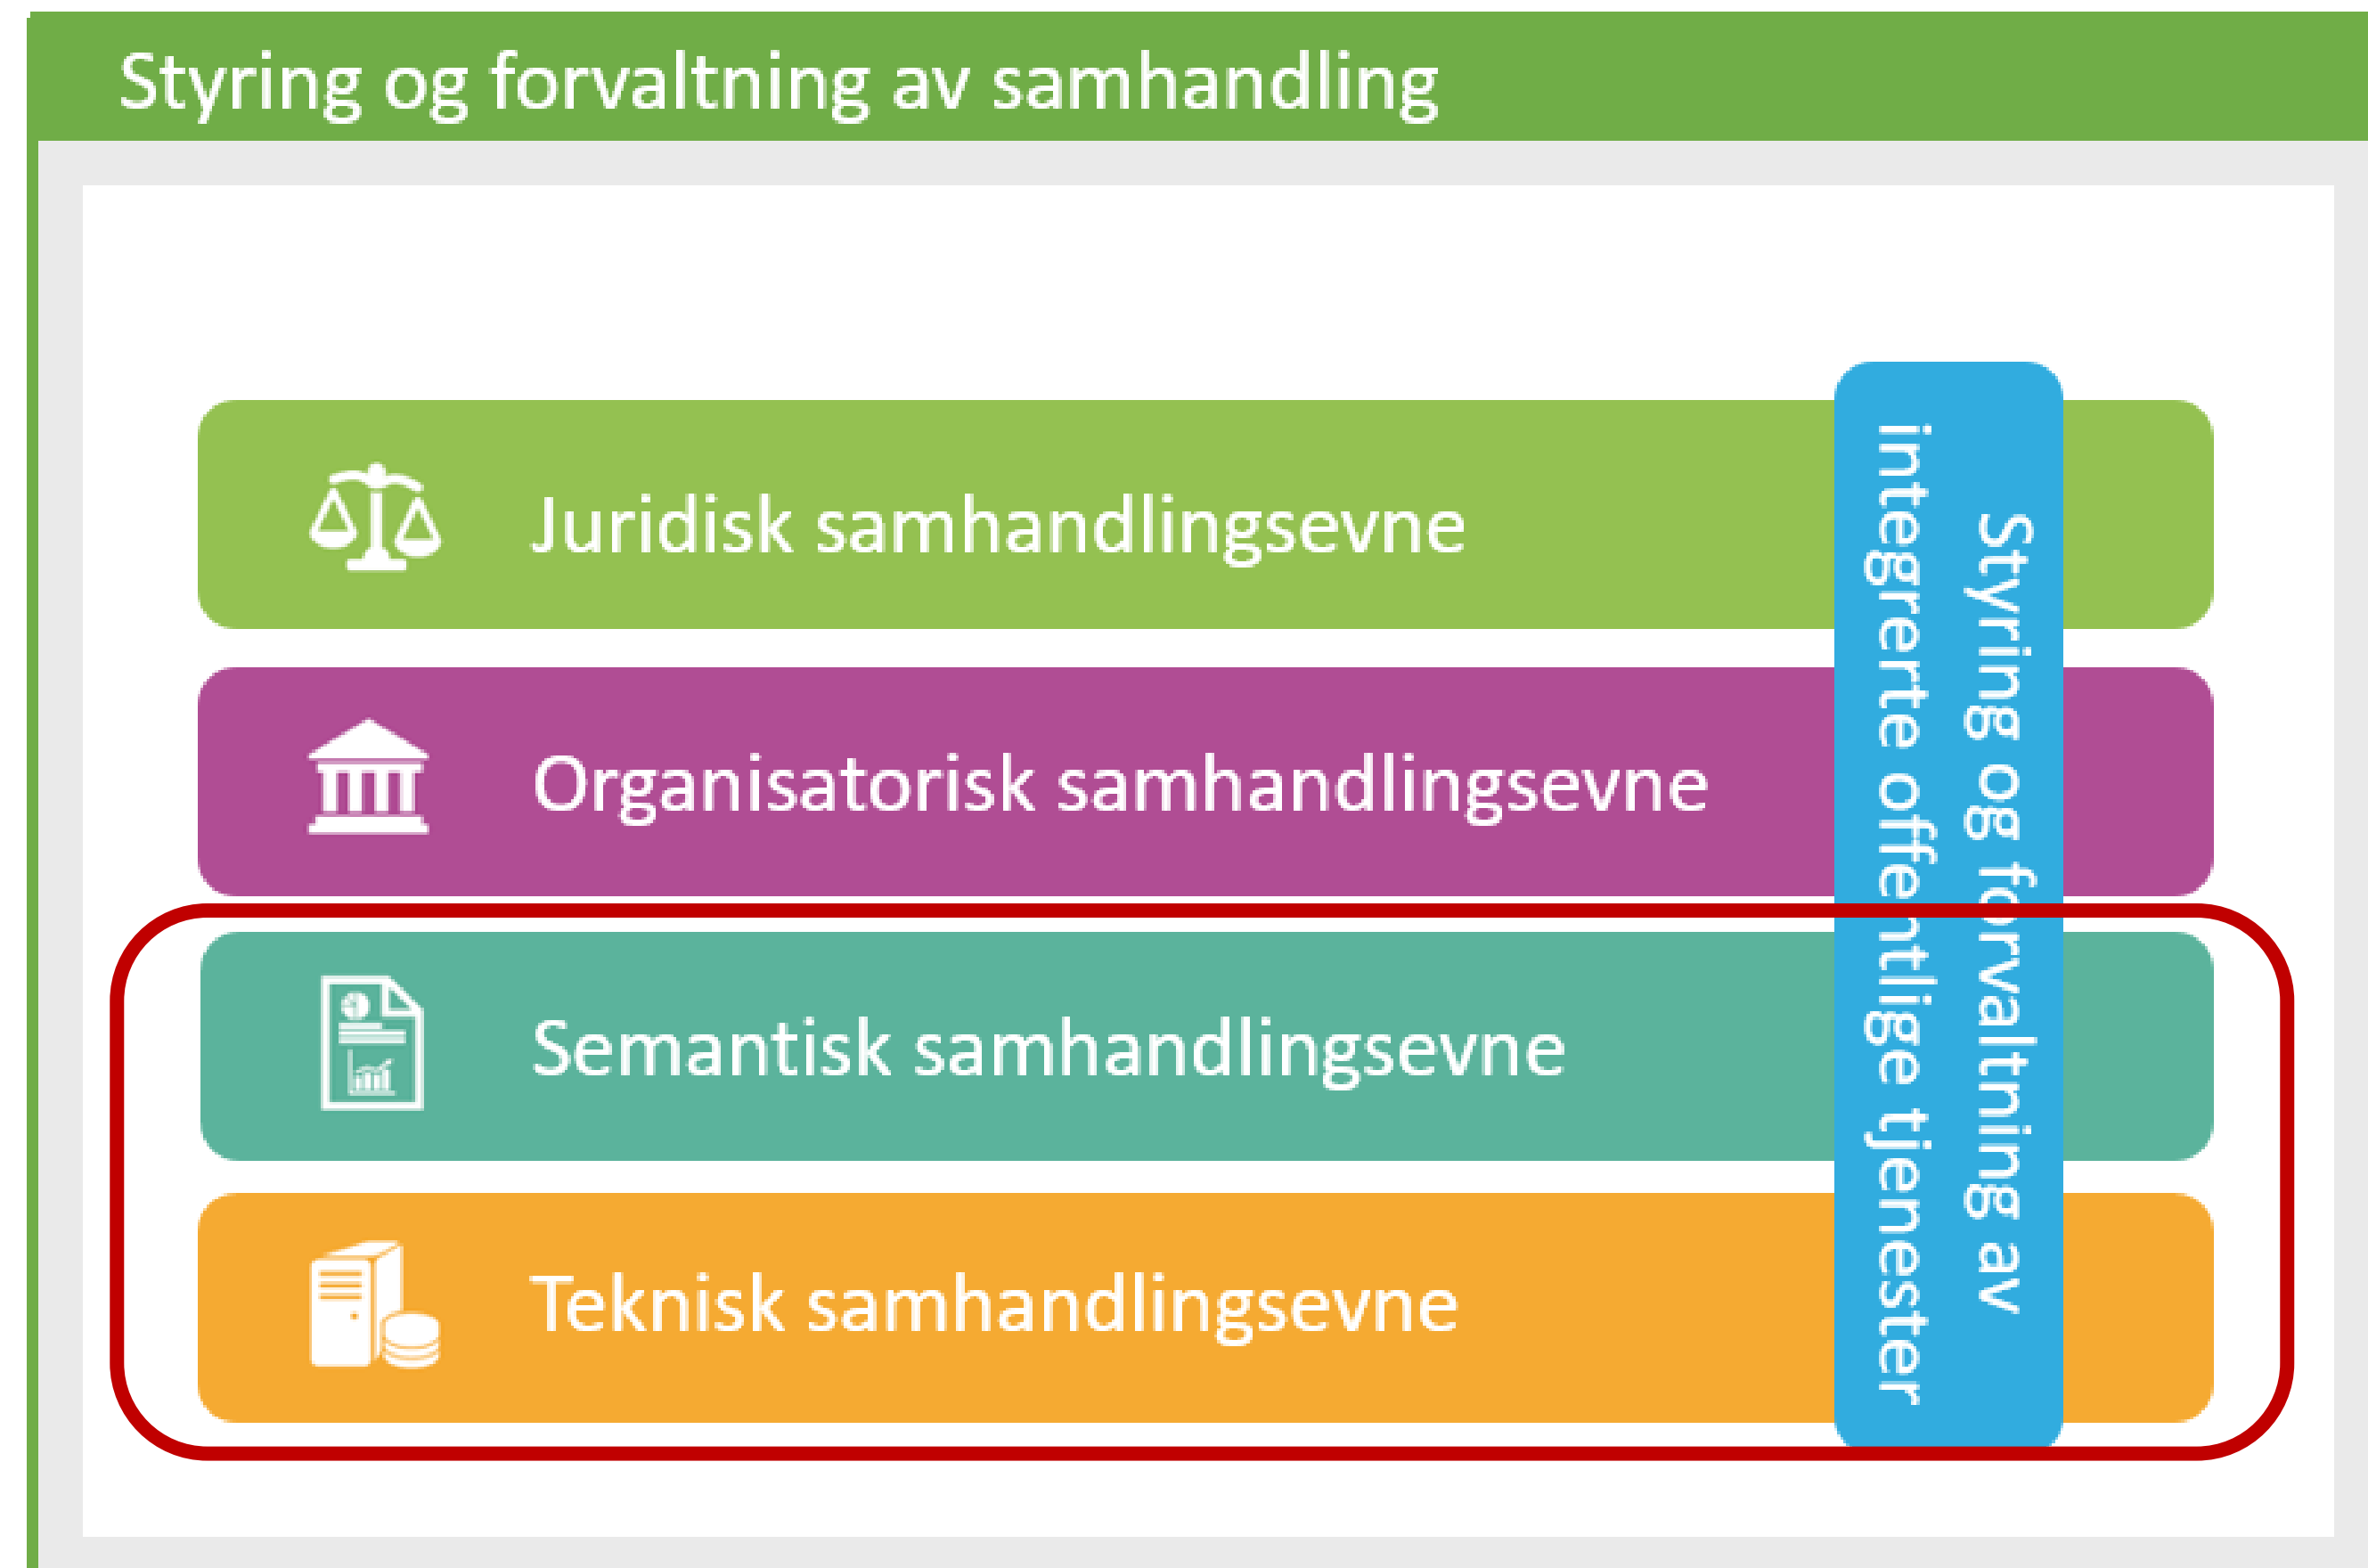 Styring og forvaltning av samhandling
Juridisk samhandlingsevne
Organisatorisk samhandlingsevne
Semantisk samhandlingsevne
Teknisk samhandlingsevne
Styring og forvaltning av
integrerte offentlige tjenester